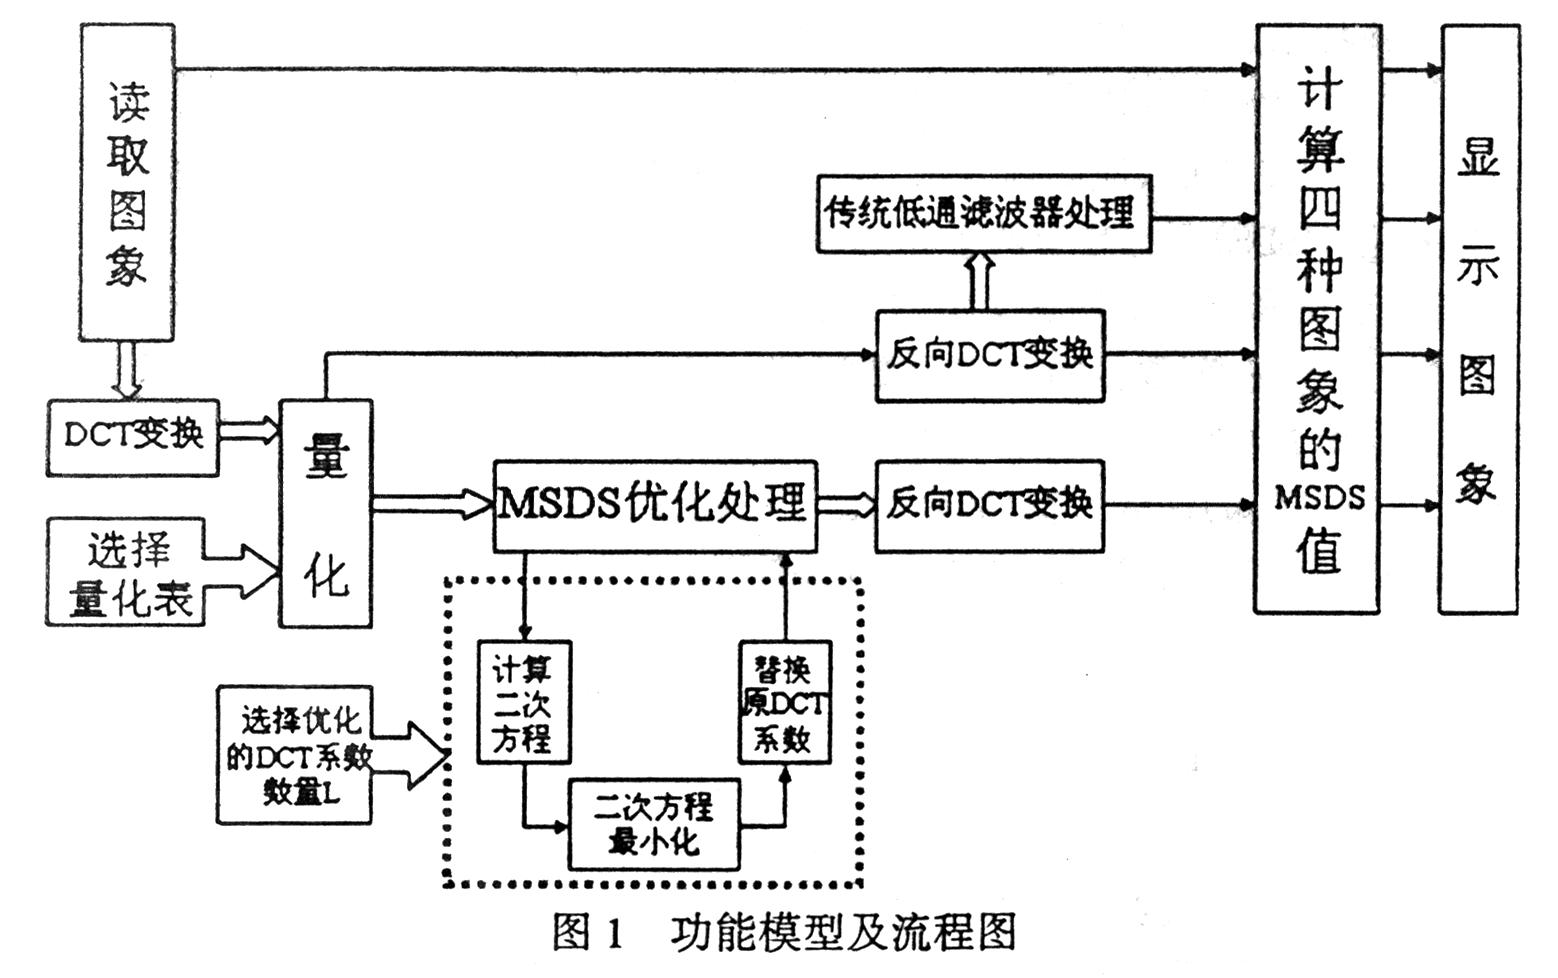 读取图象
计算四种图象的MSDS值
显示图象
传统低通滤波器处理
反向DCT变换
DCT变换
量化
MSDS优化处理
反向DCT变换
选择
量化表
计算
二次
方程
替换
原DCT
系数
选择优化
的DCT系数
数量L
二次方程
最小化
图1 功能模型及流程图